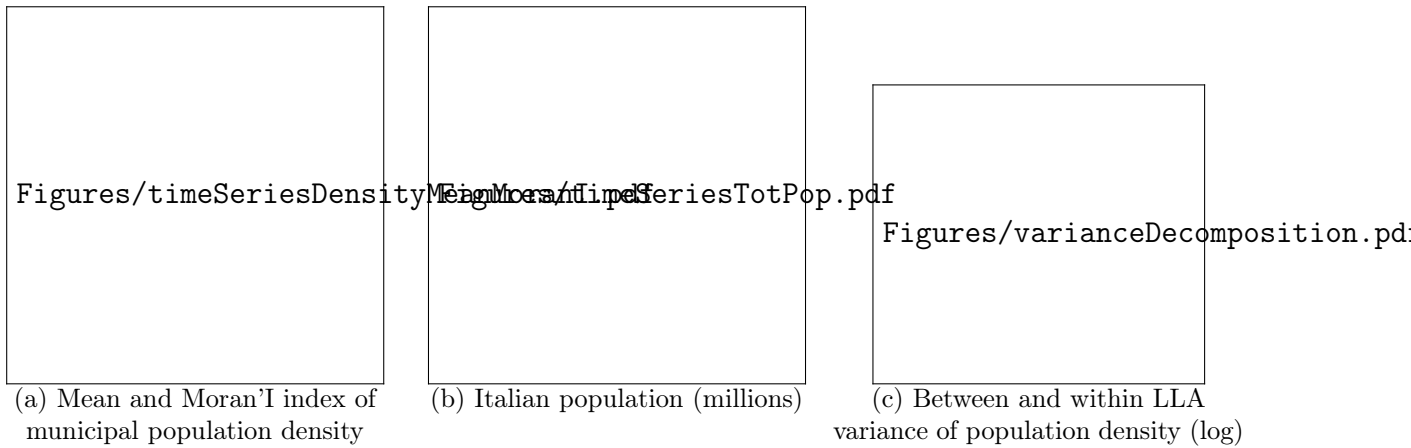 Figures/timeSeriesDensityMeanMoranI.pdf
Figures/timeSeriesTotPop.pdf
Figures/varianceDecomposition.pdf
(a) Mean and Moran'I index of
municipal population density
(b) Italian population (millions)
(c) Between and within LLA
variance of population density (log)